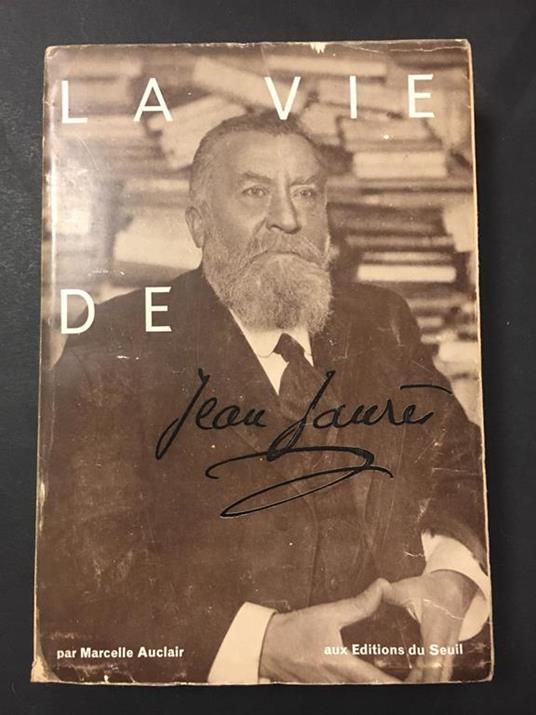 LA VIE
DE
Jean Jaurès
par Marcelle Auclair
aux Editions du Seuil